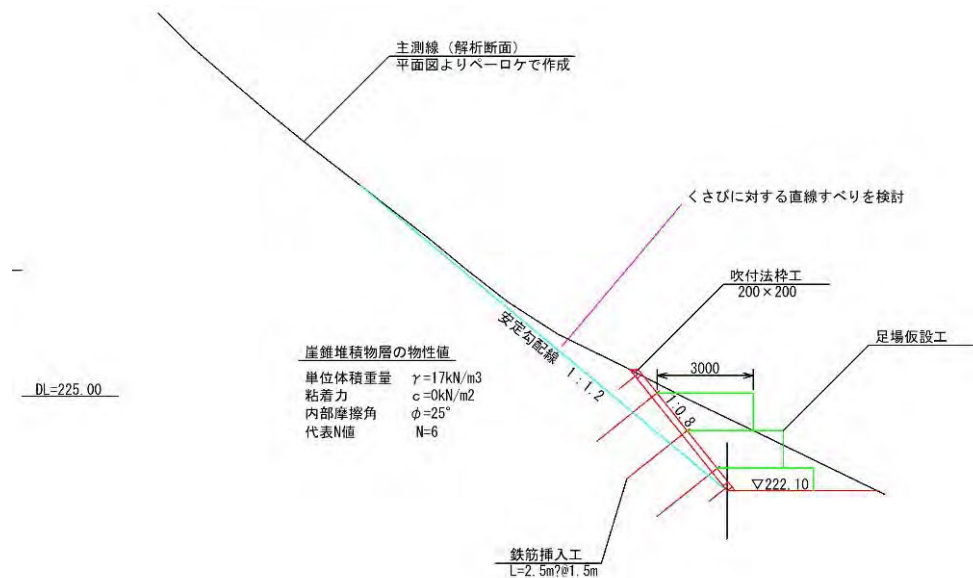 主測線（解析断面）
平面図よりペーロケで作成
くさびに対する直線すべりを検討
吹付法枠工
200×200
足場仮設工
3000
安定勾配線 1:1.2
1:0.8
崖錐堆積物層の物性値
単位体積重量 γ=17kN/m3
粘着力 c=0kN/m2
内部摩擦角 φ=25°
代表N値 N=6
DL=225.00
▽222.10
鉄筋挿入工
L=2.5m?@1.5m